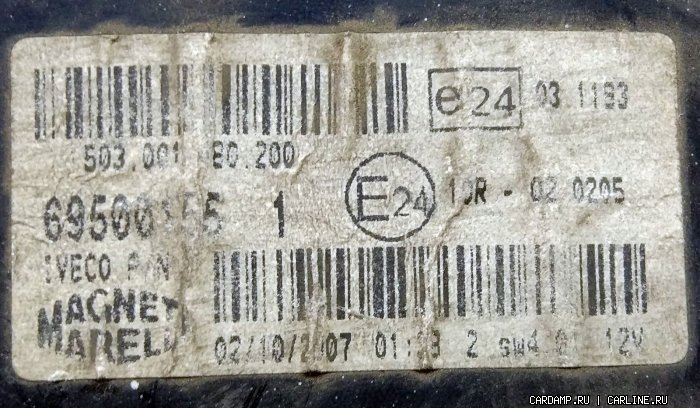 e24 03 1193
503.001
E24 10R - 02 0205
1
IVECO P/N
MAGNETI
MARELLI
02/10/2007 2 12V
CARDAMP.RU | CARLINE.RU